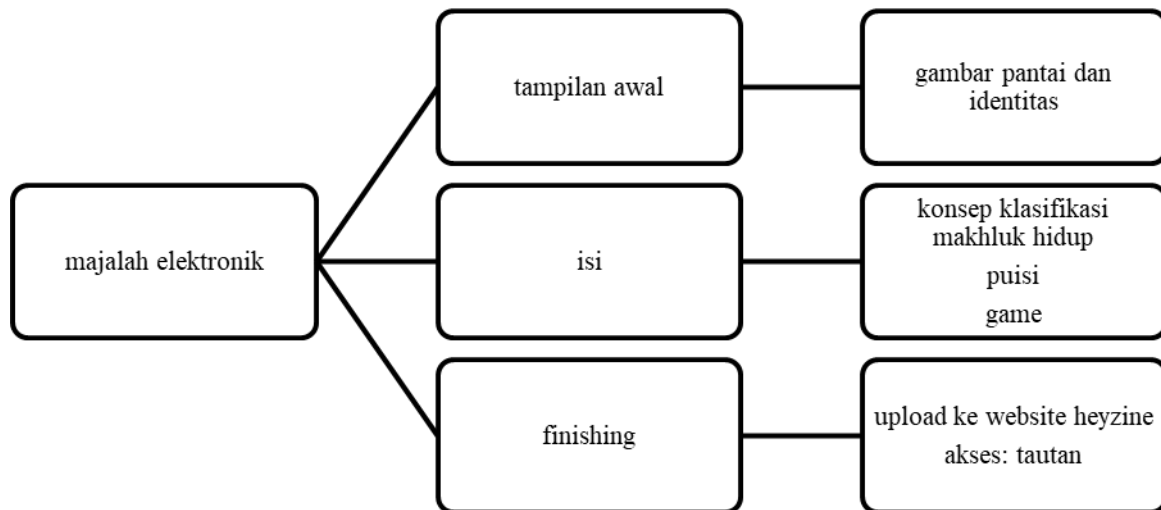 majalah elektronik
tampilan awal
gambar pantai dan
identitas
isi
konsep klasifikasi
makhluk hidup
puisi
game
finishing
upload ke website heyzine
akses: tautan